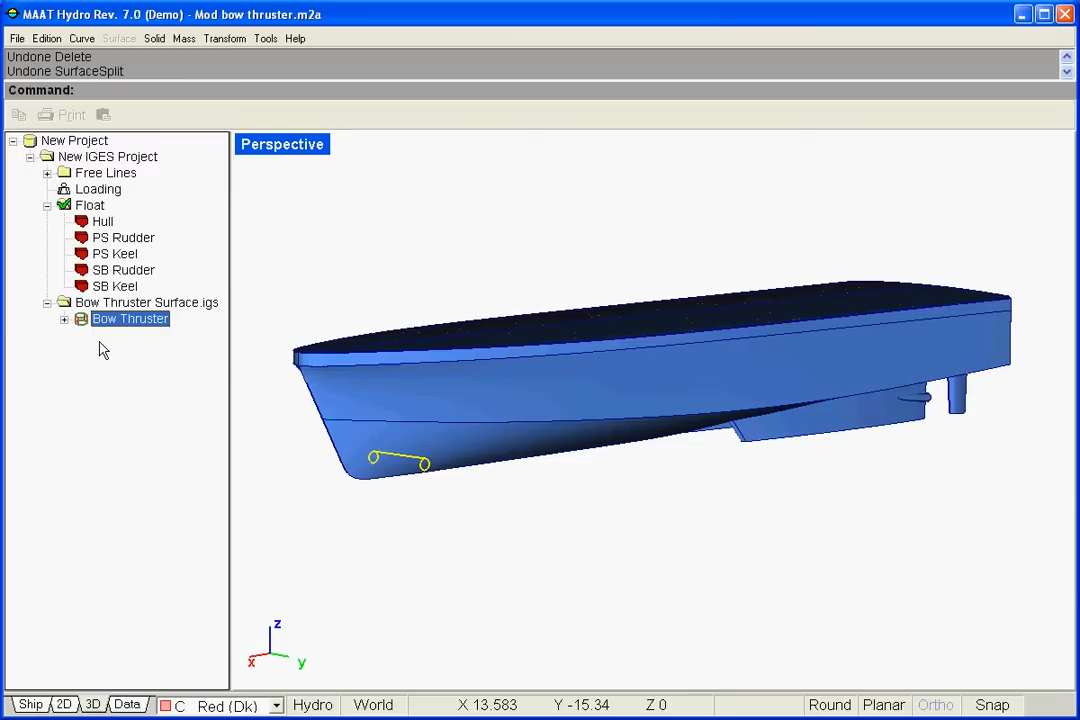 MAAT Hydro Rev. 7.0 (Demo) - Mod bow thruster.m2a
File Edition Curve Surface Solid Mass Transform Tools Help
Undone Delete
Undone SurfaceSplit
Command:
Print
New Project
New IGES Project
Free Lines
Loading
Float
Hull
PS Rudder
PS Keel
SB Rudder
SB Keel
Bow Thruster Surface.igs
Bow Thruster
Perspective
z
x
y
Ship 2D 3D Data C Red (Dk) Hydro World X 13.583 Y -15.34 Z 0 Round Planar Ortho Snap